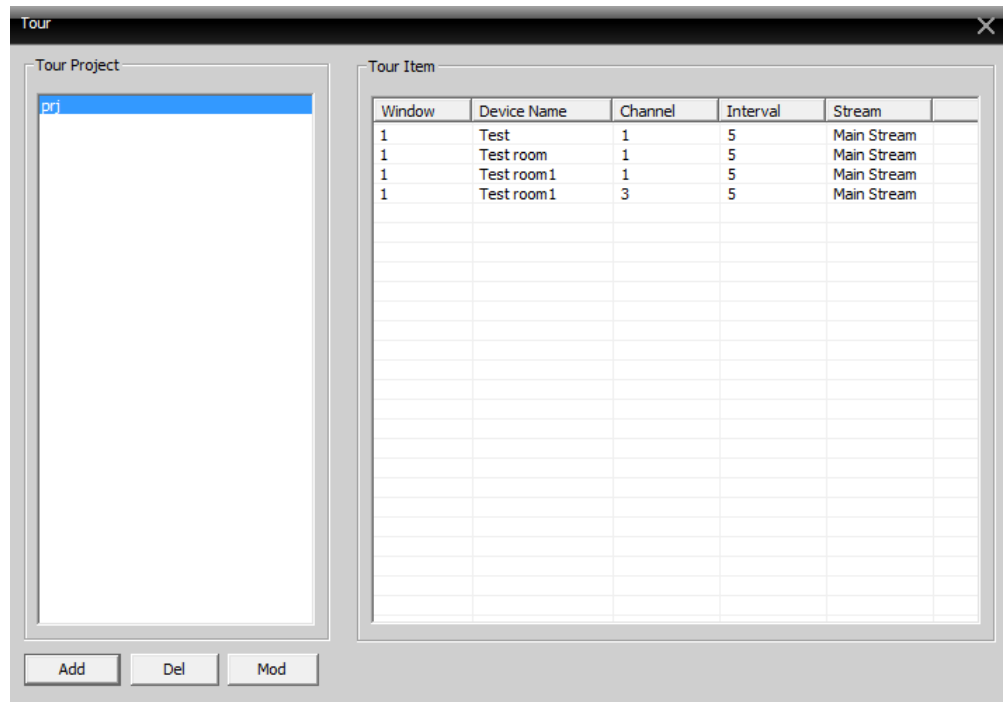 Tour
Tour Project
prj
Tour Item
Window Device Name Channel Interval Stream
1 Test 1 5 Main Stream
1 Test room 1 5 Main Stream
1 Test room1 1 5 Main Stream
1 Test room1 3 5 Main Stream
Add Del Mod